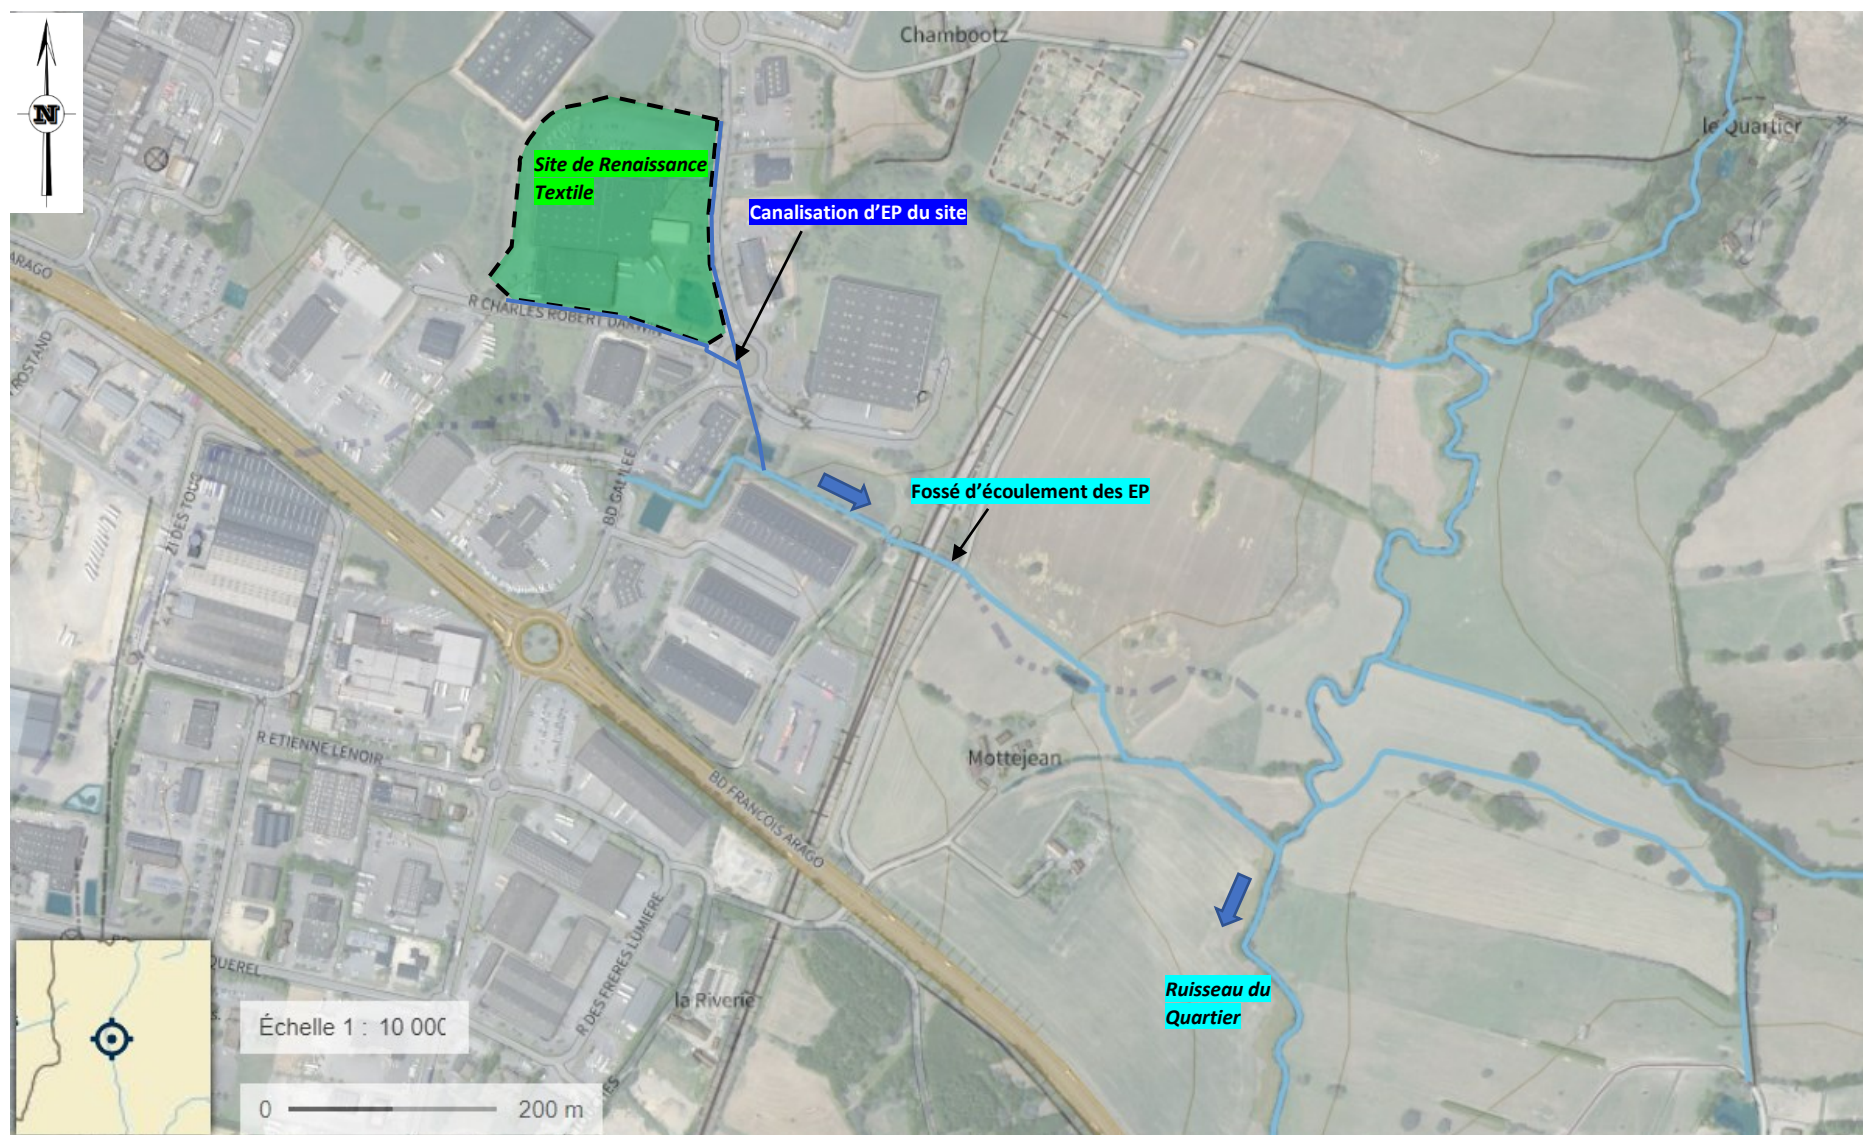 Chambootz
N
le Quartier
Site de Renaissance
Textile
Canalisation d'EP du site
ARAGO
R CHARLES ROBERT DARWIN
ROSTAND
BD GALILEE
ZI DES TOUS
Fossé d'écoulement des EP
R ETIENNE LENOIR
Mottejean
BD FRANCOIS ARAGO
R DES FRERES LUMIERE
QUEREL
la Riverie
Ruisseau du
Quartier
Échelle 1 : 10 000
0 200 m